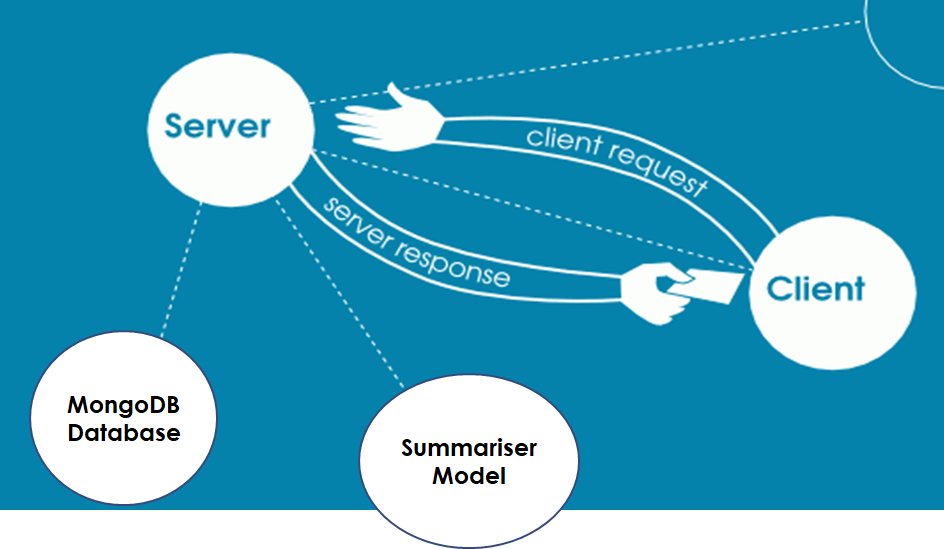 Server
client request
server response
Client
MongoDB
Database
Summariser
Model